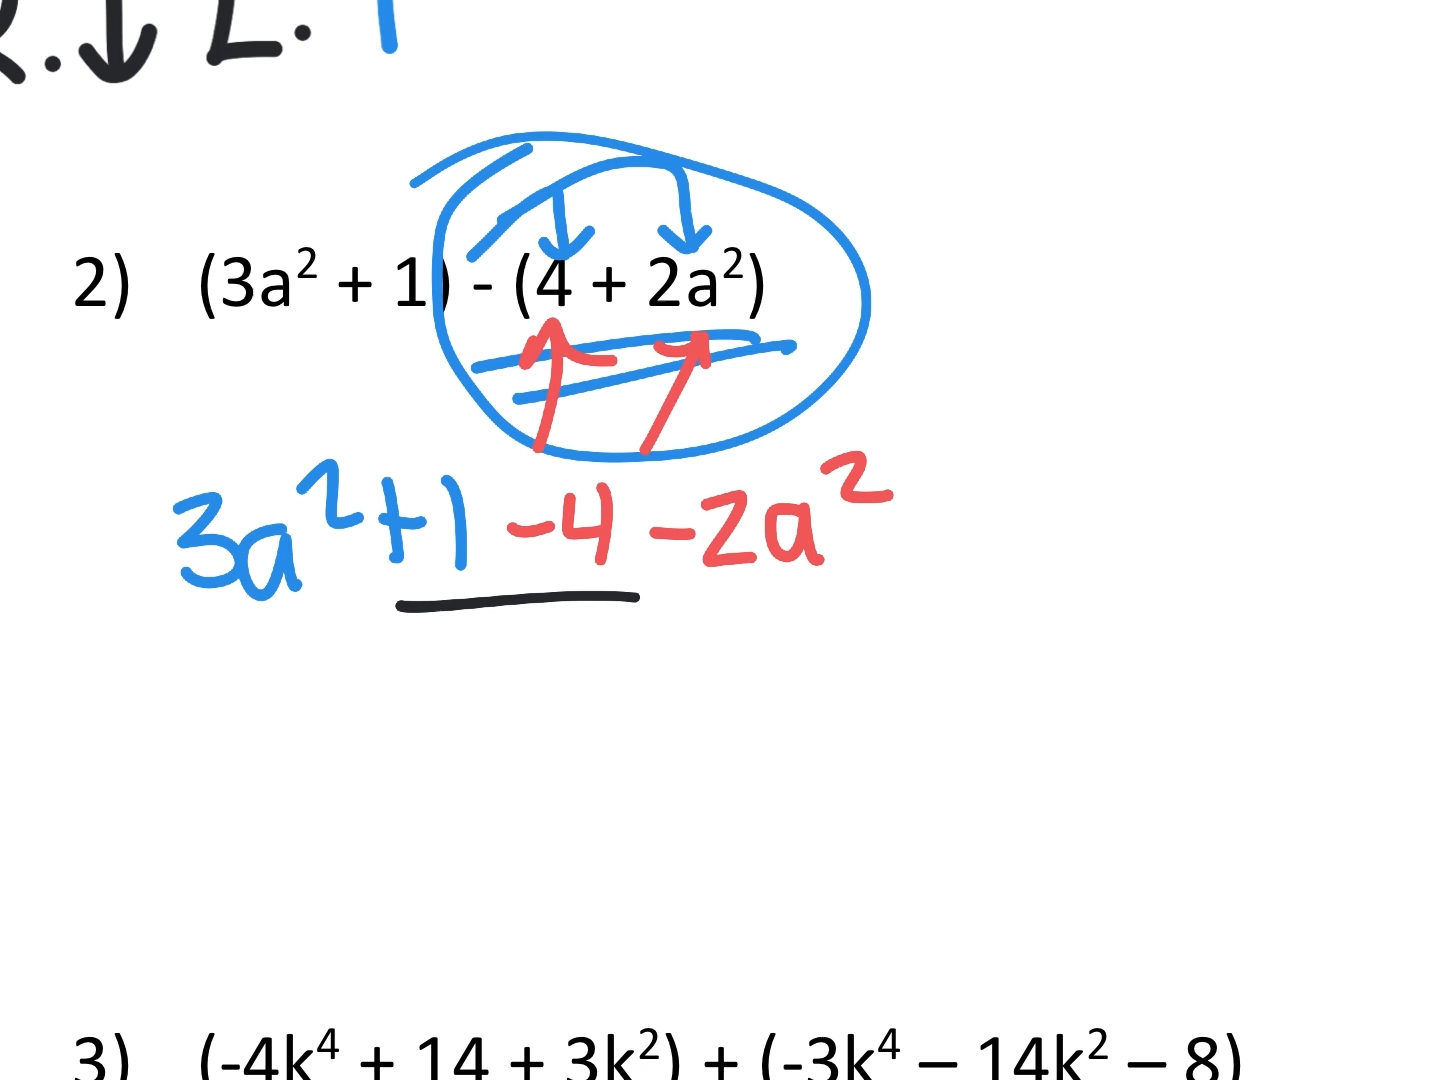 R. ↓ L.
2) (3a² + 1) - (4 + 2a²)
3a²+1 -4 -2a²
3) (-4k⁴ + 14 + 3k²) + (-3k⁴ – 14k² – 8)